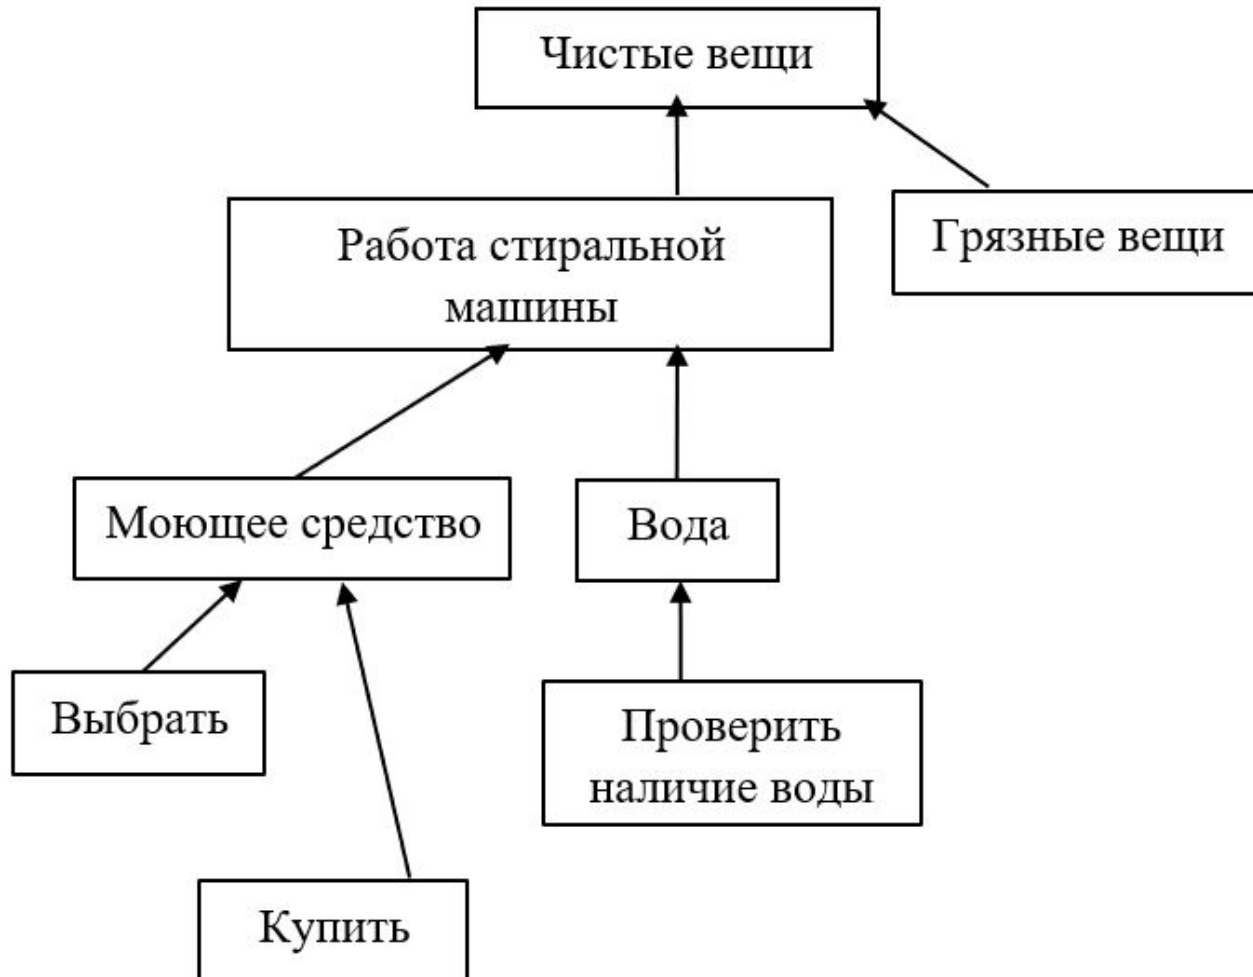 Чистые вещи
Грязные вещи
Работа стиральной
машины
Моющее средство
Вода
Выбрать
Проверить
наличие воды
Купить